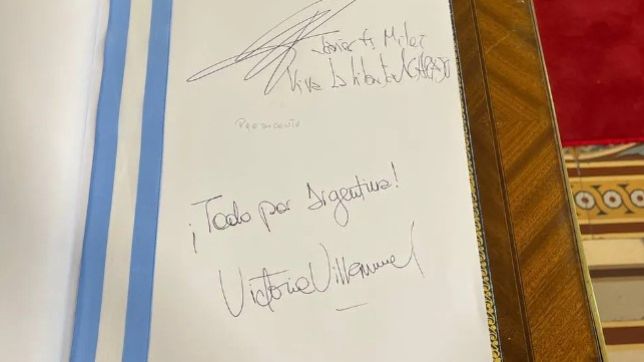 Javier G. Milei
Viva La Libertad CARAJO
Presidente
¡Todo por Argentina!
Victoria Villarruel